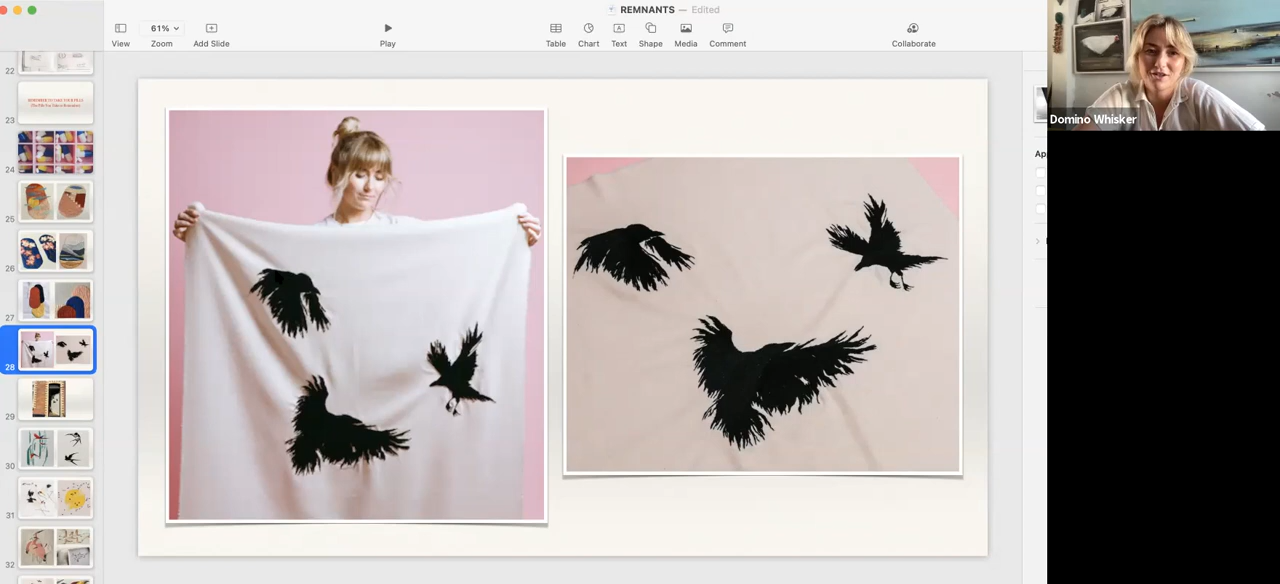 REMNANTS — Edited
61%
View
Zoom
Add Slide
Play
Table
Chart
Text
Shape
Media
Comment
Collaborate
Domino Whisker
22
23
24
25
26
27
28
29
30
31
32